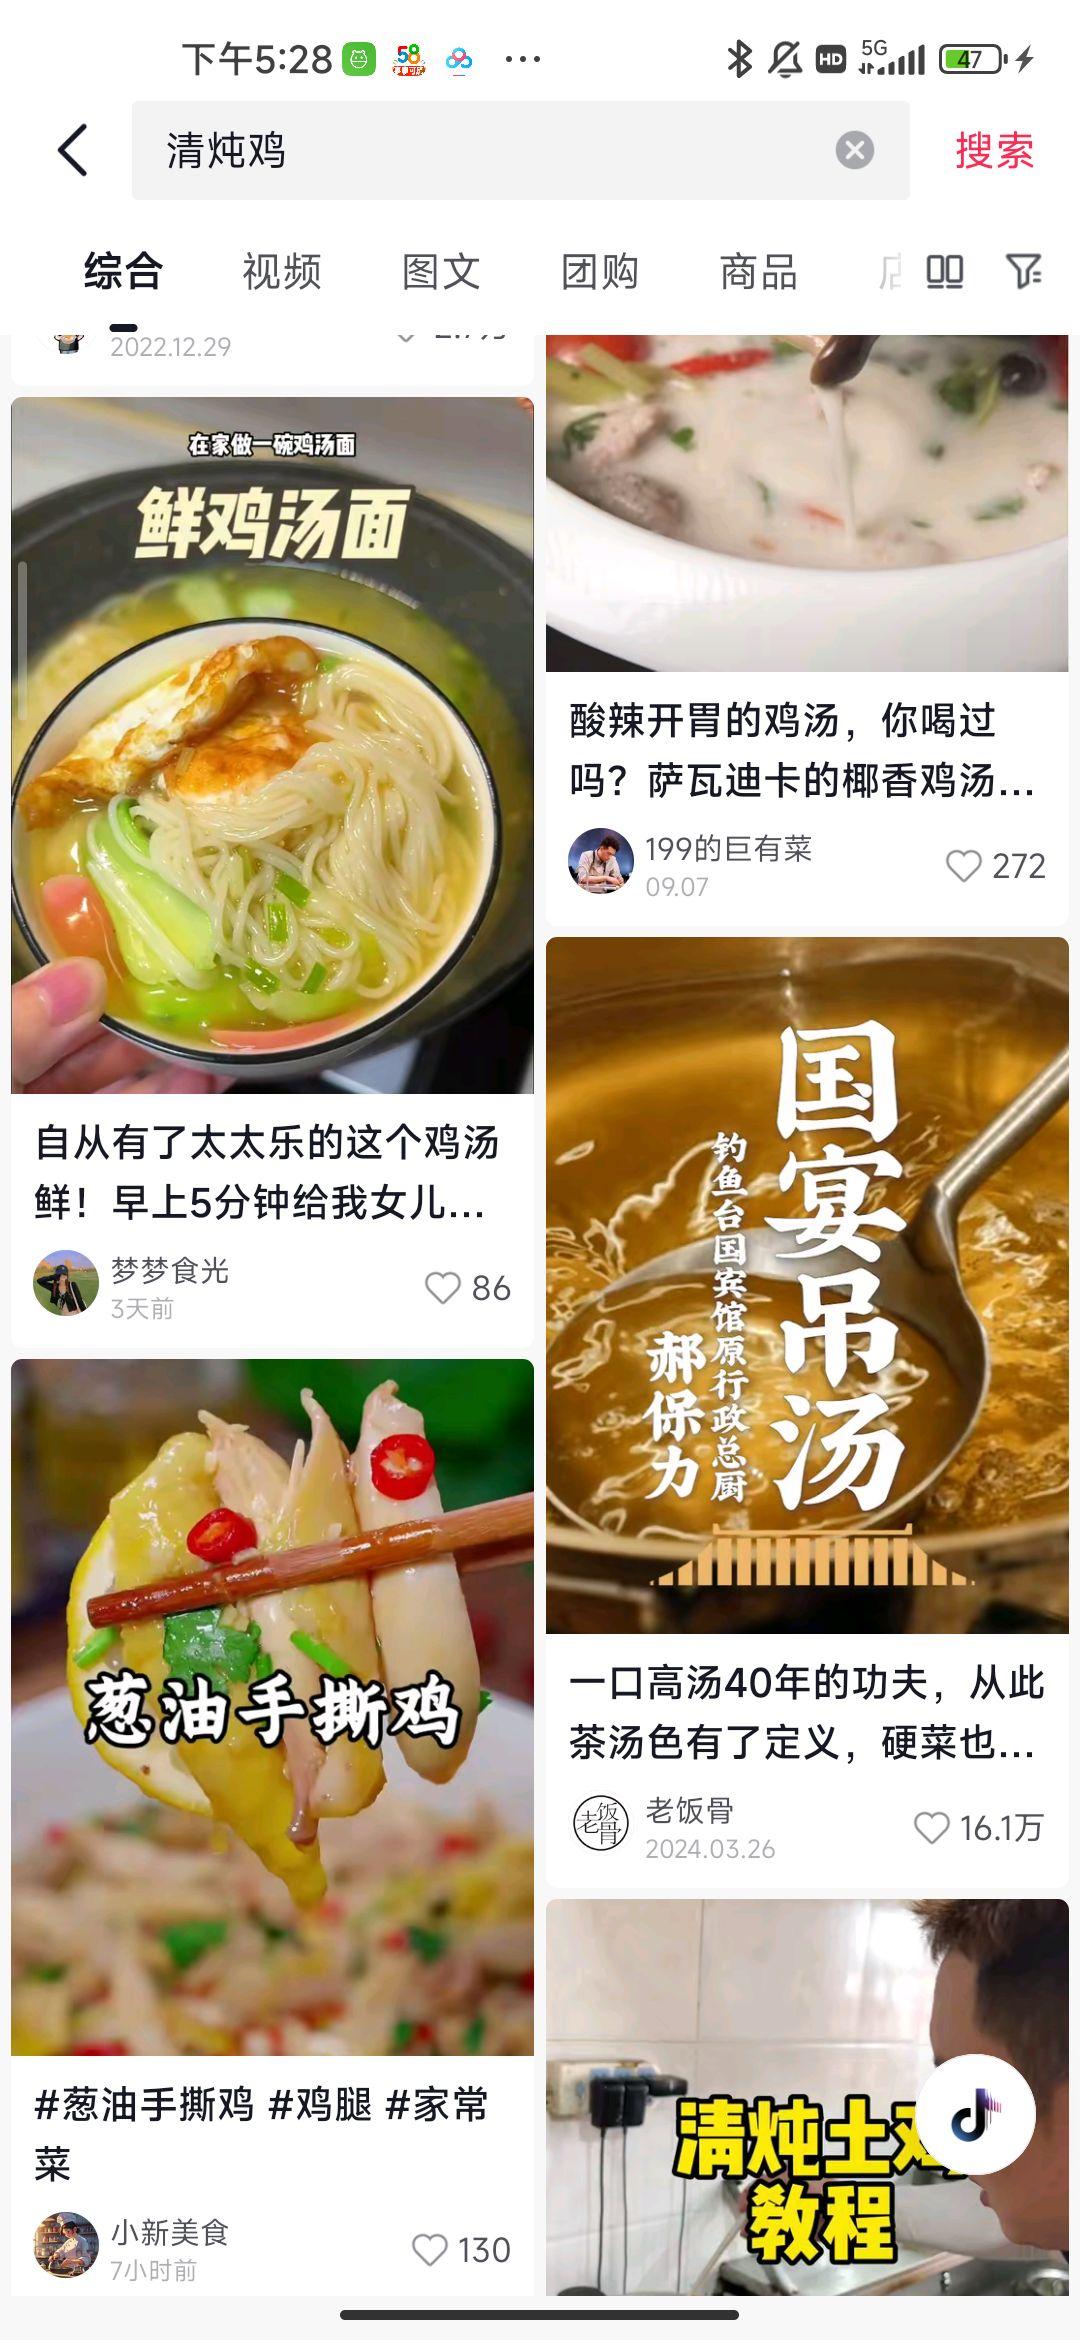 下午5:28
58
HD
5G
47
清炖鸡
搜索
综合
视频
图文
团购
商品
2022.12.29
在家做一碗鸡汤面
鲜鸡汤面
自从有了太太乐的这个鸡汤
鲜！早上5分钟给我女儿...
梦梦食光
3天前
86
葱油手撕鸡
#葱油手撕鸡 #鸡腿 #家常
菜
小新美食
7小时前
130
酸辣开胃的鸡汤，你喝过
吗？萨瓦迪卡的椰香鸡汤...
199的巨有菜
09.07
272
国宴吊汤
钓鱼台国宾馆原行政总厨
郝保力
一口高汤40年的功夫，从此
茶汤色有了定义，硬菜也...
老饭骨
老饭骨
2024.03.26
16.1万
清炖土
教程